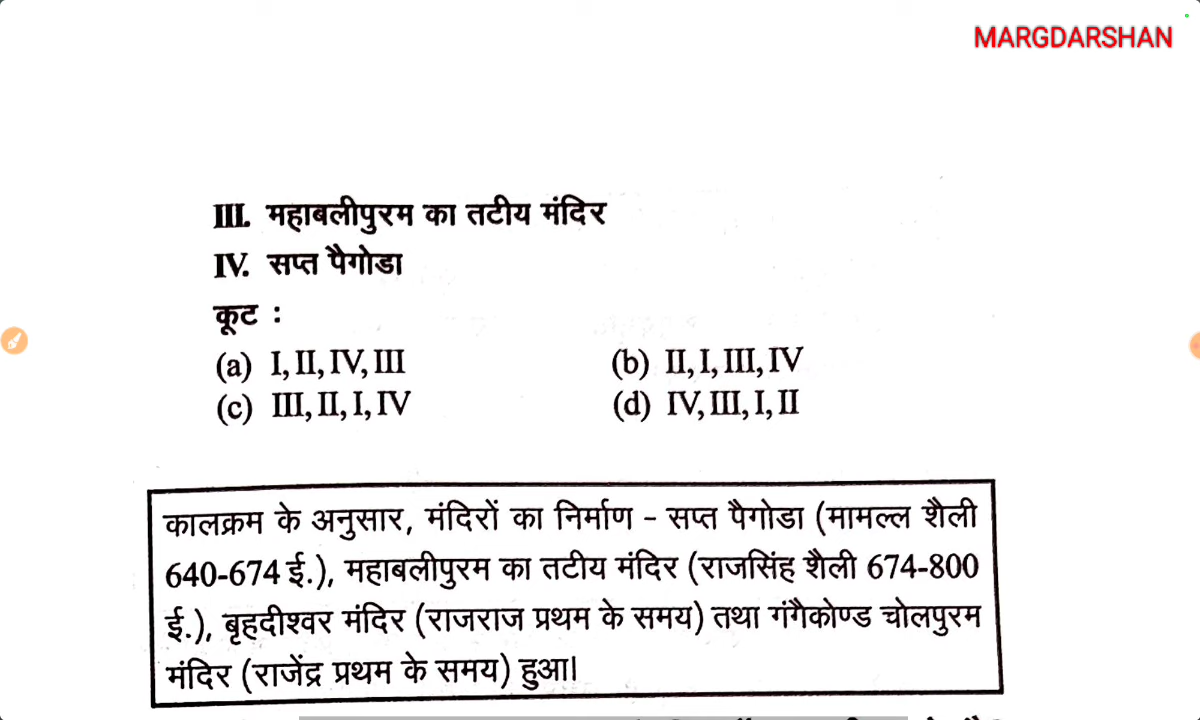 MARGDARSHAN
III. महाबलीपुरम का तटीय मंदिर
IV. सप्त पैगोडा
कूट :
(a) I, II, IV, III (b) II, I, III, IV
(c) III, II, I, IV (d) IV, III, I, II
कालक्रम के अनुसार, मंदिरों का निर्माण – सप्त पैगोडा (मामल्ल शैली
640-674 ई.), महाबलीपुरम का तटीय मंदिर (राजसिंह शैली 674-800
ई.), बृहदीश्वर मंदिर (राजराज प्रथम के समय) तथा गंगैकोण्ड चोलपुरम
मंदिर (राजेंद्र प्रथम के समय) हुआ।